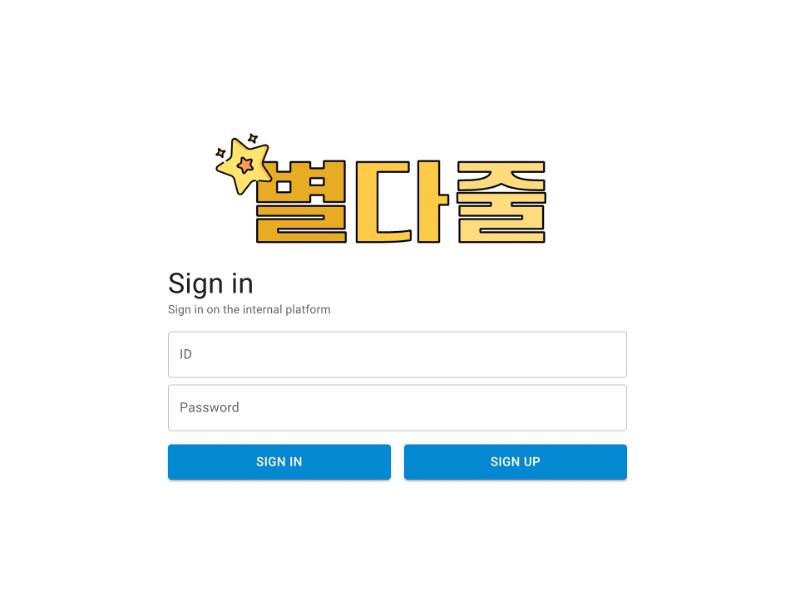 별다줄
Sign in
Sign in on the internal platform
ID
Password
SIGN IN SIGN UP